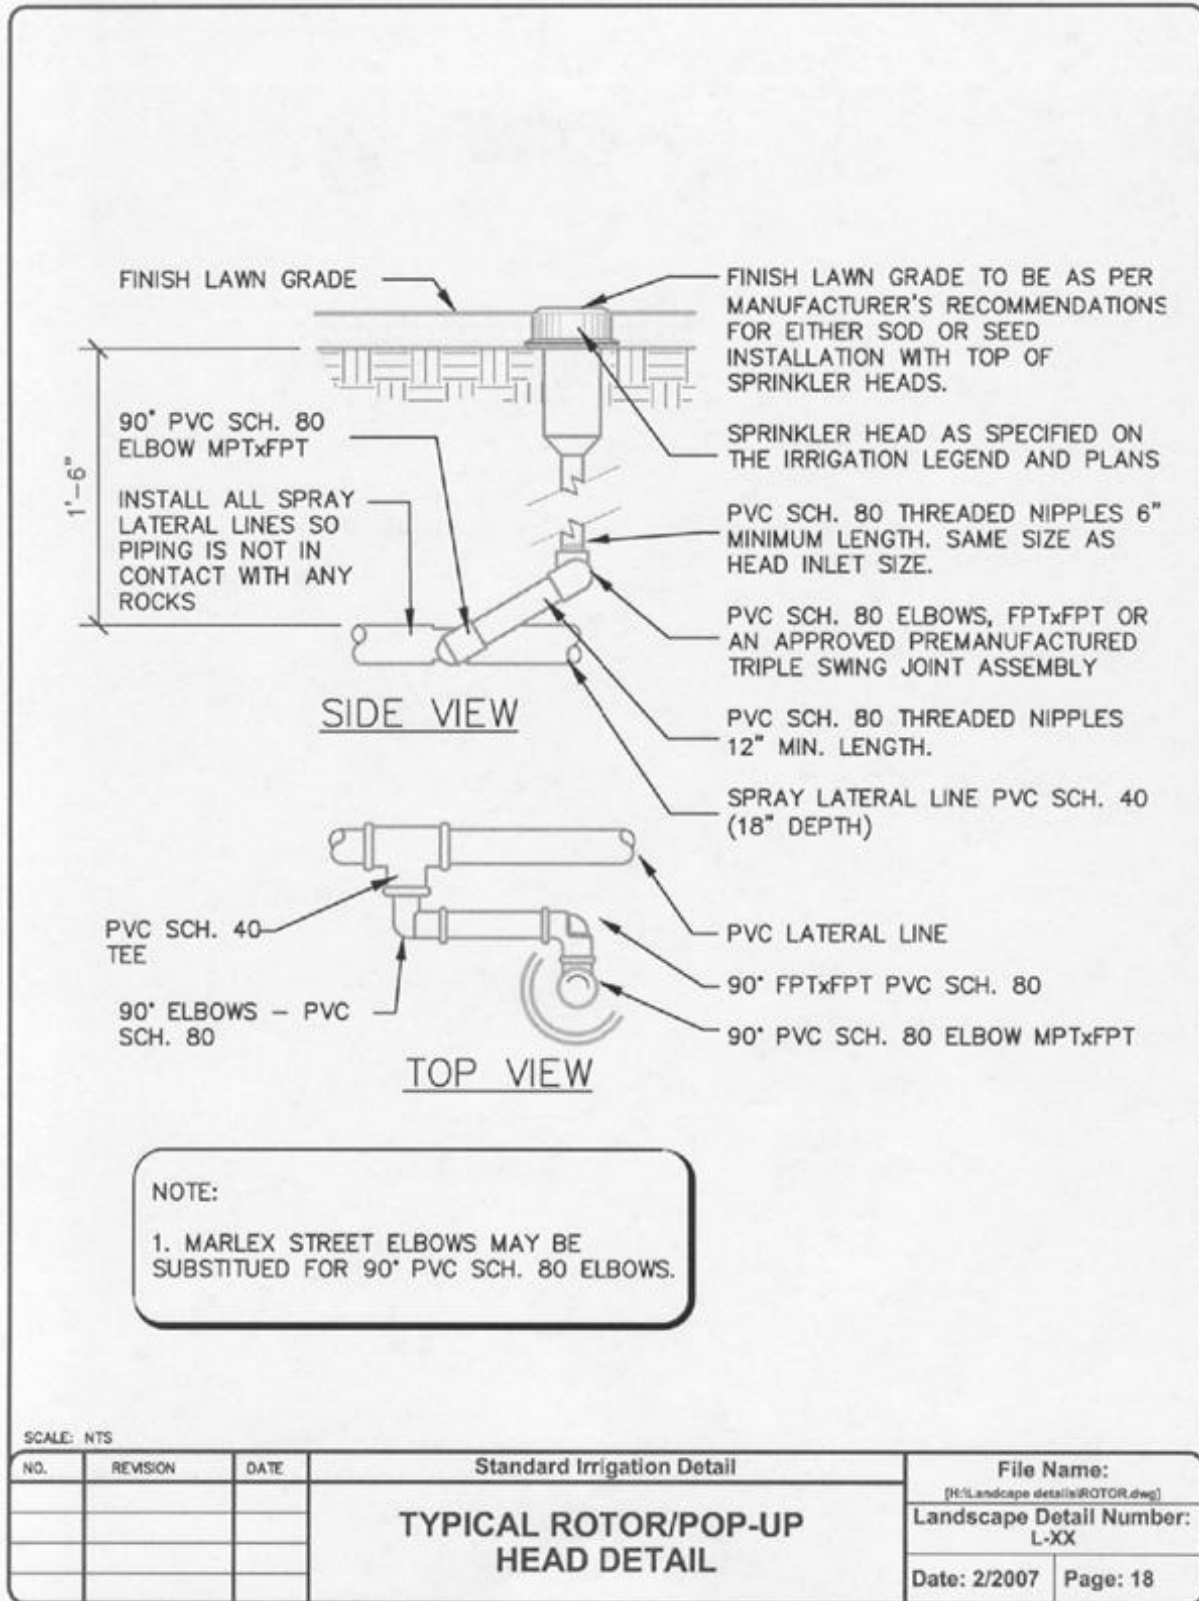 FINISH LAWN GRADE
FINISH LAWN GRADE TO BE AS PER
MANUFACTURER'S RECOMMENDATIONS
FOR EITHER SOD OR SEED
INSTALLATION WITH TOP OF
SPRINKLER HEADS.
90° PVC SCH. 80
ELBOW MPTxFPT
1'-6"
INSTALL ALL SPRAY
LATERAL LINES SO
PIPING IS NOT IN
CONTACT WITH ANY
ROCKS
SPRINKLER HEAD AS SPECIFIED ON
THE IRRIGATION LEGEND AND PLANS
PVC SCH. 80 THREADED NIPPLES 6"
MINIMUM LENGTH. SAME SIZE AS
HEAD INLET SIZE.
PVC SCH. 80 ELBOWS, FPTxFPT OR
AN APPROVED PREMANUFACTURED
TRIPLE SWING JOINT ASSEMBLY
SIDE VIEW
PVC SCH. 80 THREADED NIPPLES
12" MIN. LENGTH.
SPRAY LATERAL LINE PVC SCH. 40
(18" DEPTH)
PVC SCH. 40
TEE
90° ELBOWS - PVC
SCH. 80
PVC LATERAL LINE
90° FPTxFPT PVC SCH. 80
90° PVC SCH. 80 ELBOW MPTxFPT
TOP VIEW
NOTE:
1. MARLEX STREET ELBOWS MAY BE
SUBSTITUED FOR 90° PVC SCH. 80 ELBOWS.
SCALE: NTS
NO. REVISION DATE
Standard Irrigation Detail
TYPICAL ROTOR/POP-UP
HEAD DETAIL
File Name:
[H:\Landcape details\ROTOR.dwg]
Landscape Detail Number:
L-XX
Date: 2/2007 Page: 18